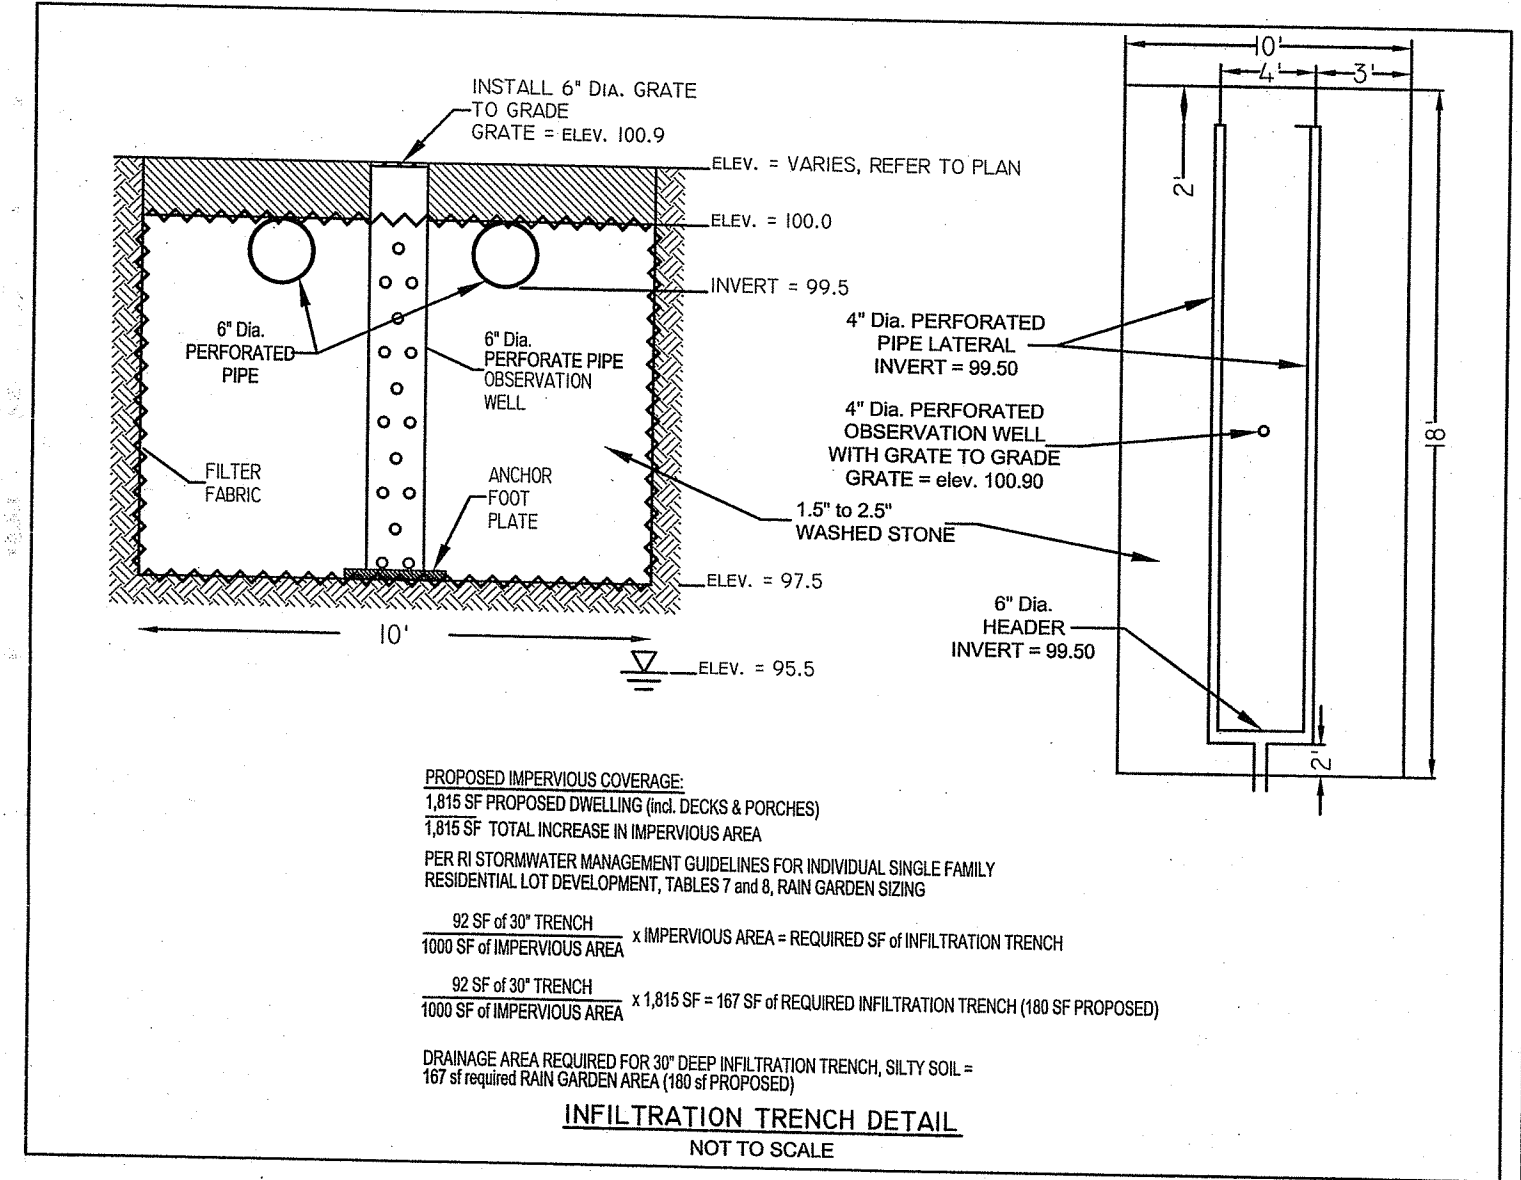 INSTALL 6" DIA. GRATE
TO GRADE
GRATE = ELEV. 100.9
ELEV. = VARIES, REFER TO PLAN
ELEV. = 100.0
INVERT = 99.5
6" Dia.
PERFORATED
PIPE
6" Dia.
PERFORATE PIPE
OBSERVATION
WELL
FILTER
FABRIC
ANCHOR
FOOT
PLATE
1.5" to 2.5"
WASHED STONE
ELEV. = 97.5
10'
ELEV. = 95.5
10'
4'
3'
2'
4" Dia. PERFORATED
PIPE LATERAL
INVERT = 99.50
4" Dia. PERFORATED
OBSERVATION WELL
WITH GRATE TO GRADE
GRATE = elev. 100.90
18'
6" Dia.
HEADER
INVERT = 99.50
2'
PROPOSED IMPERVIOUS COVERAGE:
1,815 SF PROPOSED DWELLING (incl. DECKS & PORCHES)
1,815 SF TOTAL INCREASE IN IMPERVIOUS AREA
PER RI STORMWATER MANAGEMENT GUIDELINES FOR INDIVIDUAL SINGLE FAMILY
RESIDENTIAL LOT DEVELOPMENT, TABLES 7 and 8, RAIN GARDEN SIZING
92 SF of 30" TRENCH
1000 SF of IMPERVIOUS AREA x IMPERVIOUS AREA = REQUIRED SF of INFILTRATION TRENCH
92 SF of 30" TRENCH
1000 SF of IMPERVIOUS AREA x 1,815 SF = 167 SF of REQUIRED INFILTRATION TRENCH (180 SF PROPOSED)
DRAINAGE AREA REQUIRED FOR 30" DEEP INFILTRATION TRENCH, SILTY SOIL =
167 sf required RAIN GARDEN AREA (180 sf PROPOSED)
INFILTRATION TRENCH DETAIL
NOT TO SCALE